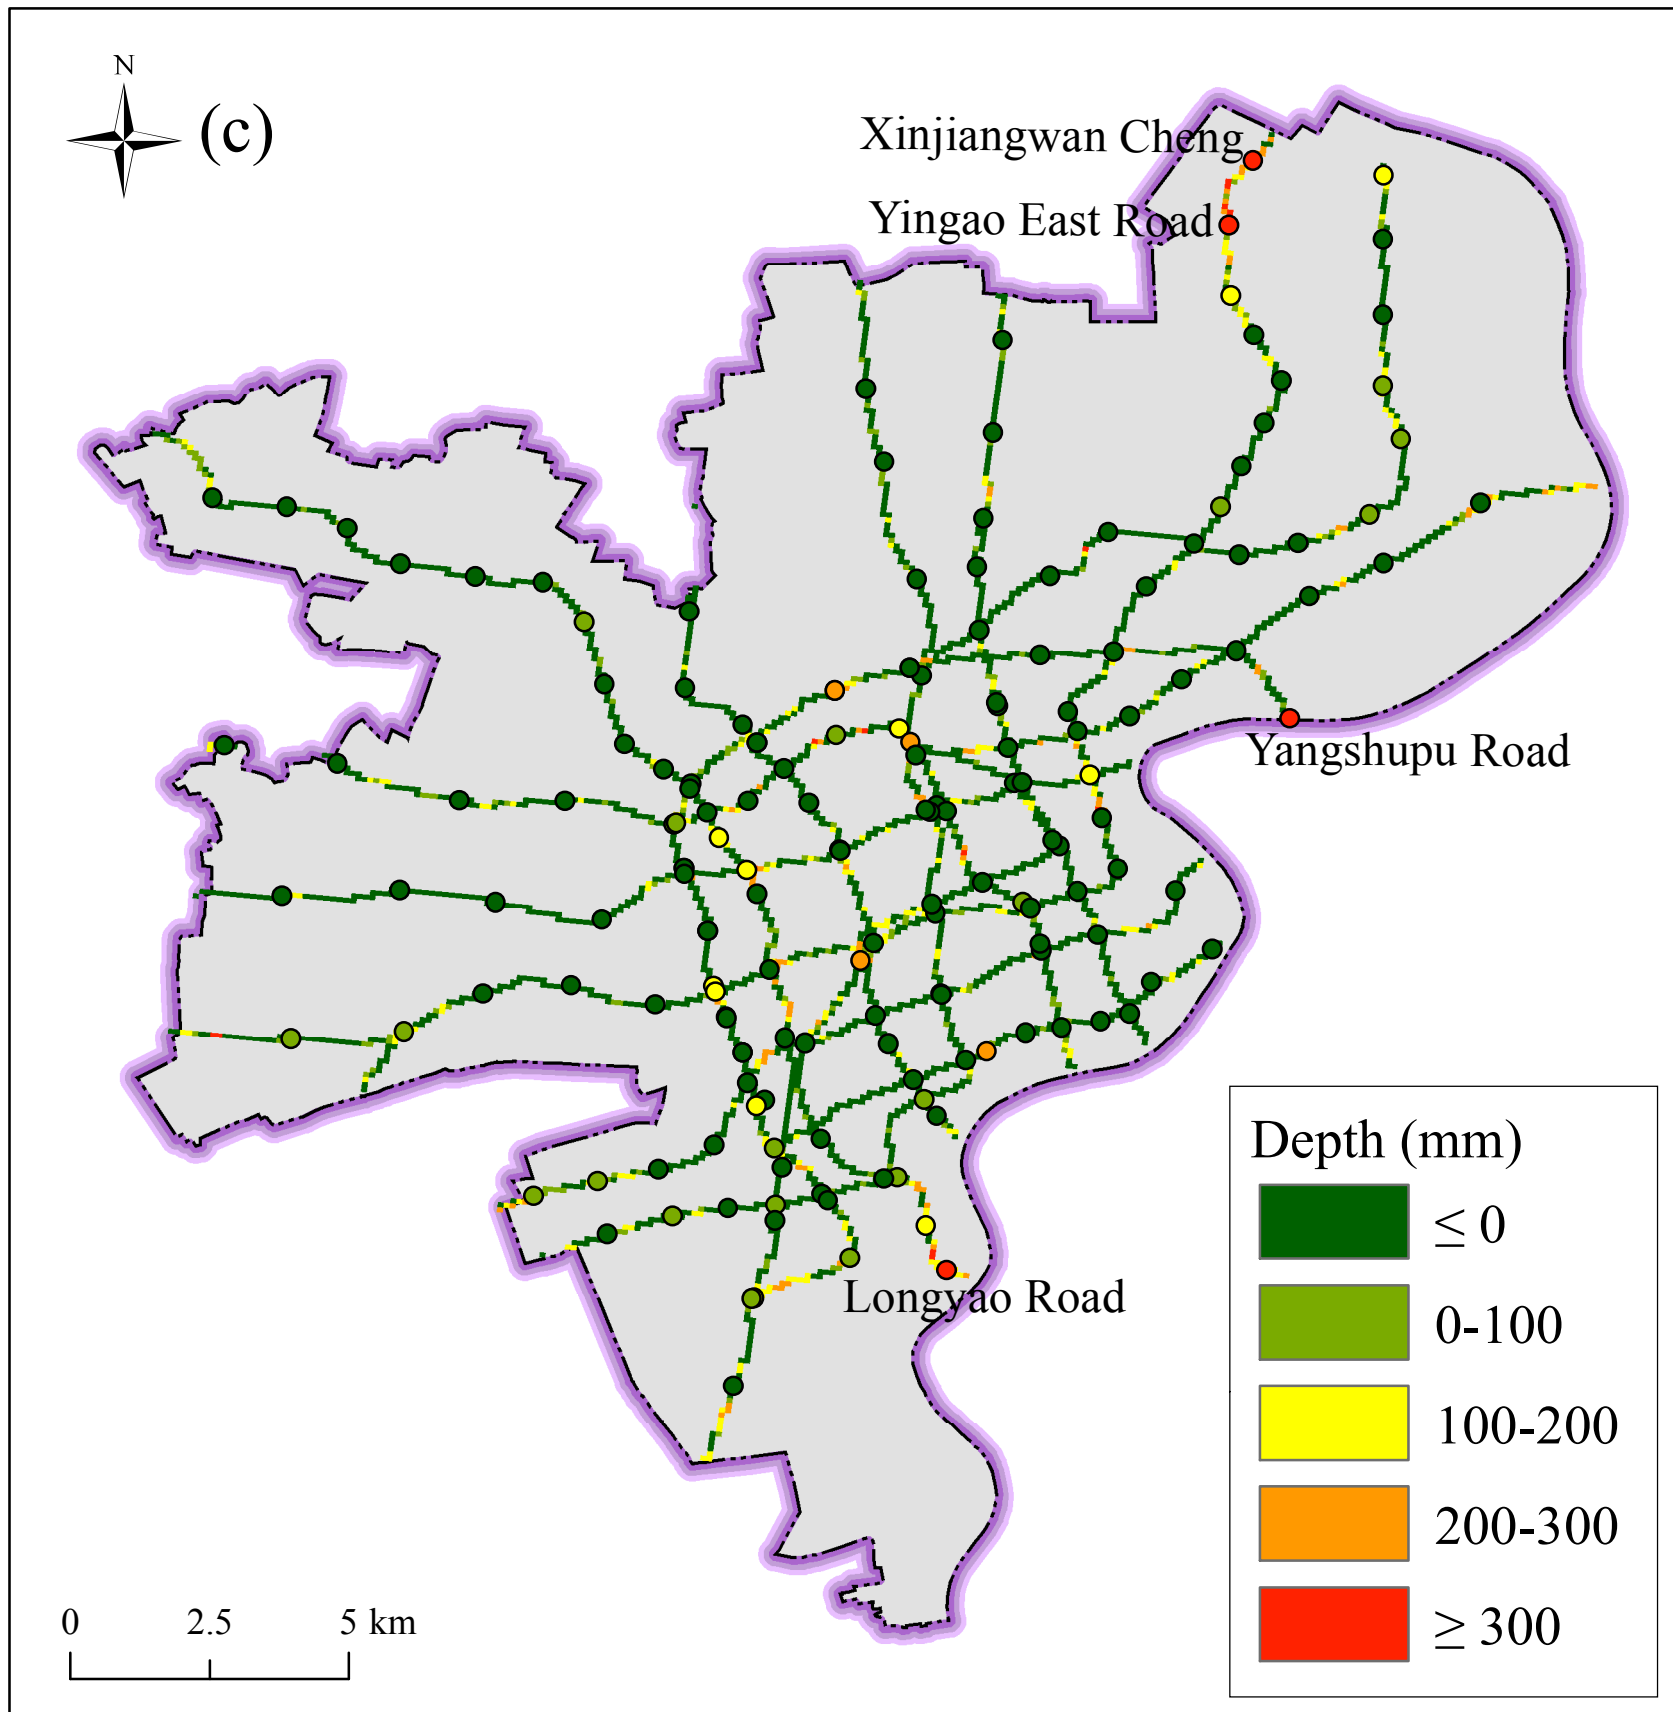 N
(c)
Xinjiangwan Cheng
Yingao East Road
Yangshupu Road
Longyao Road
Depth (mm)
≤ 0
0-100
100-200
200-300
≥ 300
0 2.5 5 km